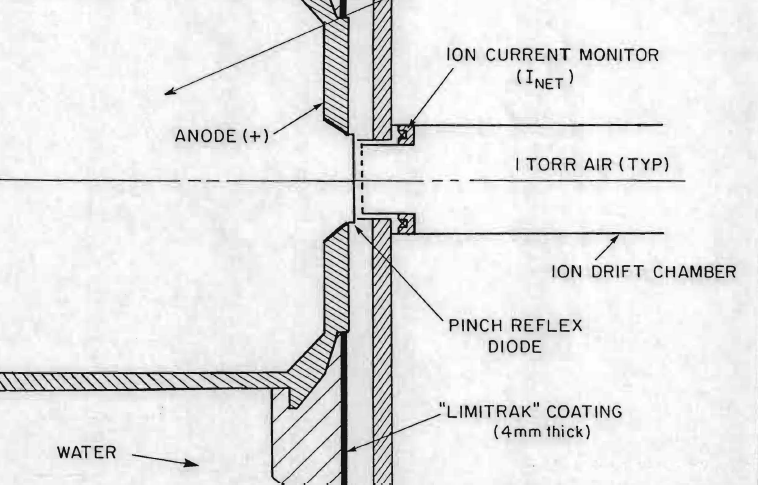 ION CURRENT MONITOR
(I_NET)
ANODE (+)
1 TORR AIR (TYP)
ION DRIFT CHAMBER
PINCH REFLEX
DIODE
"LIMITRAK" COATING
(4mm thick)
WATER